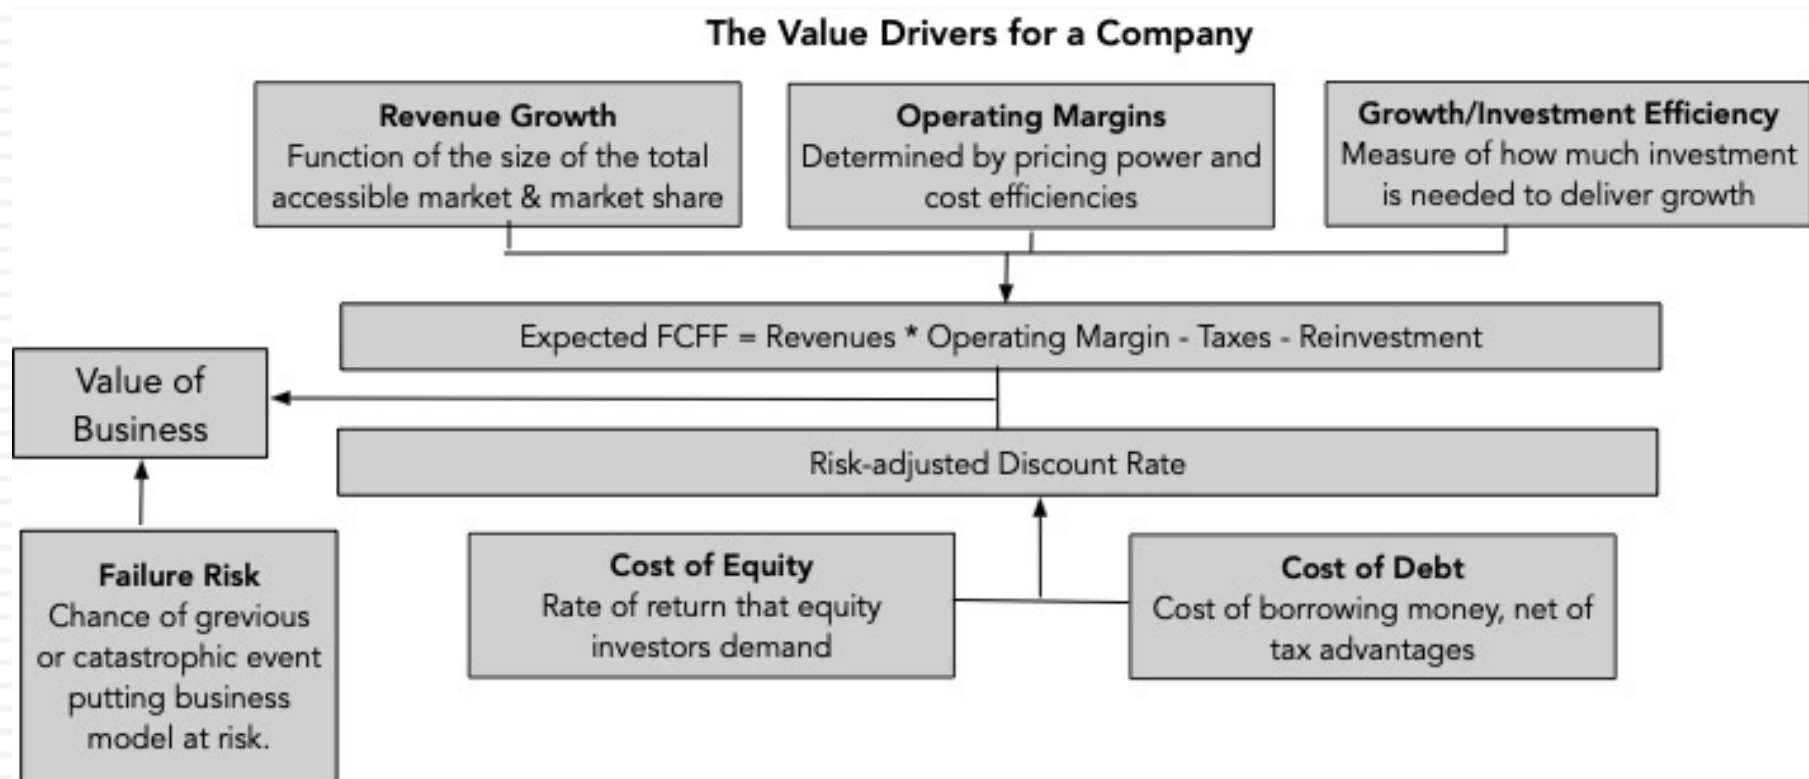 The Value Drivers for a Company
Revenue Growth
Function of the size of the total
accessible market & market share
Operating Margins
Determined by pricing power and
cost efficiencies
Growth/Investment Efficiency
Measure of how much investment
is needed to deliver growth
Expected FCFF = Revenues * Operating Margin - Taxes - Reinvestment
Value of
Business
Risk-adjusted Discount Rate
Failure Risk
Chance of grevious
or catastrophic event
putting business
model at risk.
Cost of Equity
Rate of return that equity
investors demand
Cost of Debt
Cost of borrowing money, net of
tax advantages